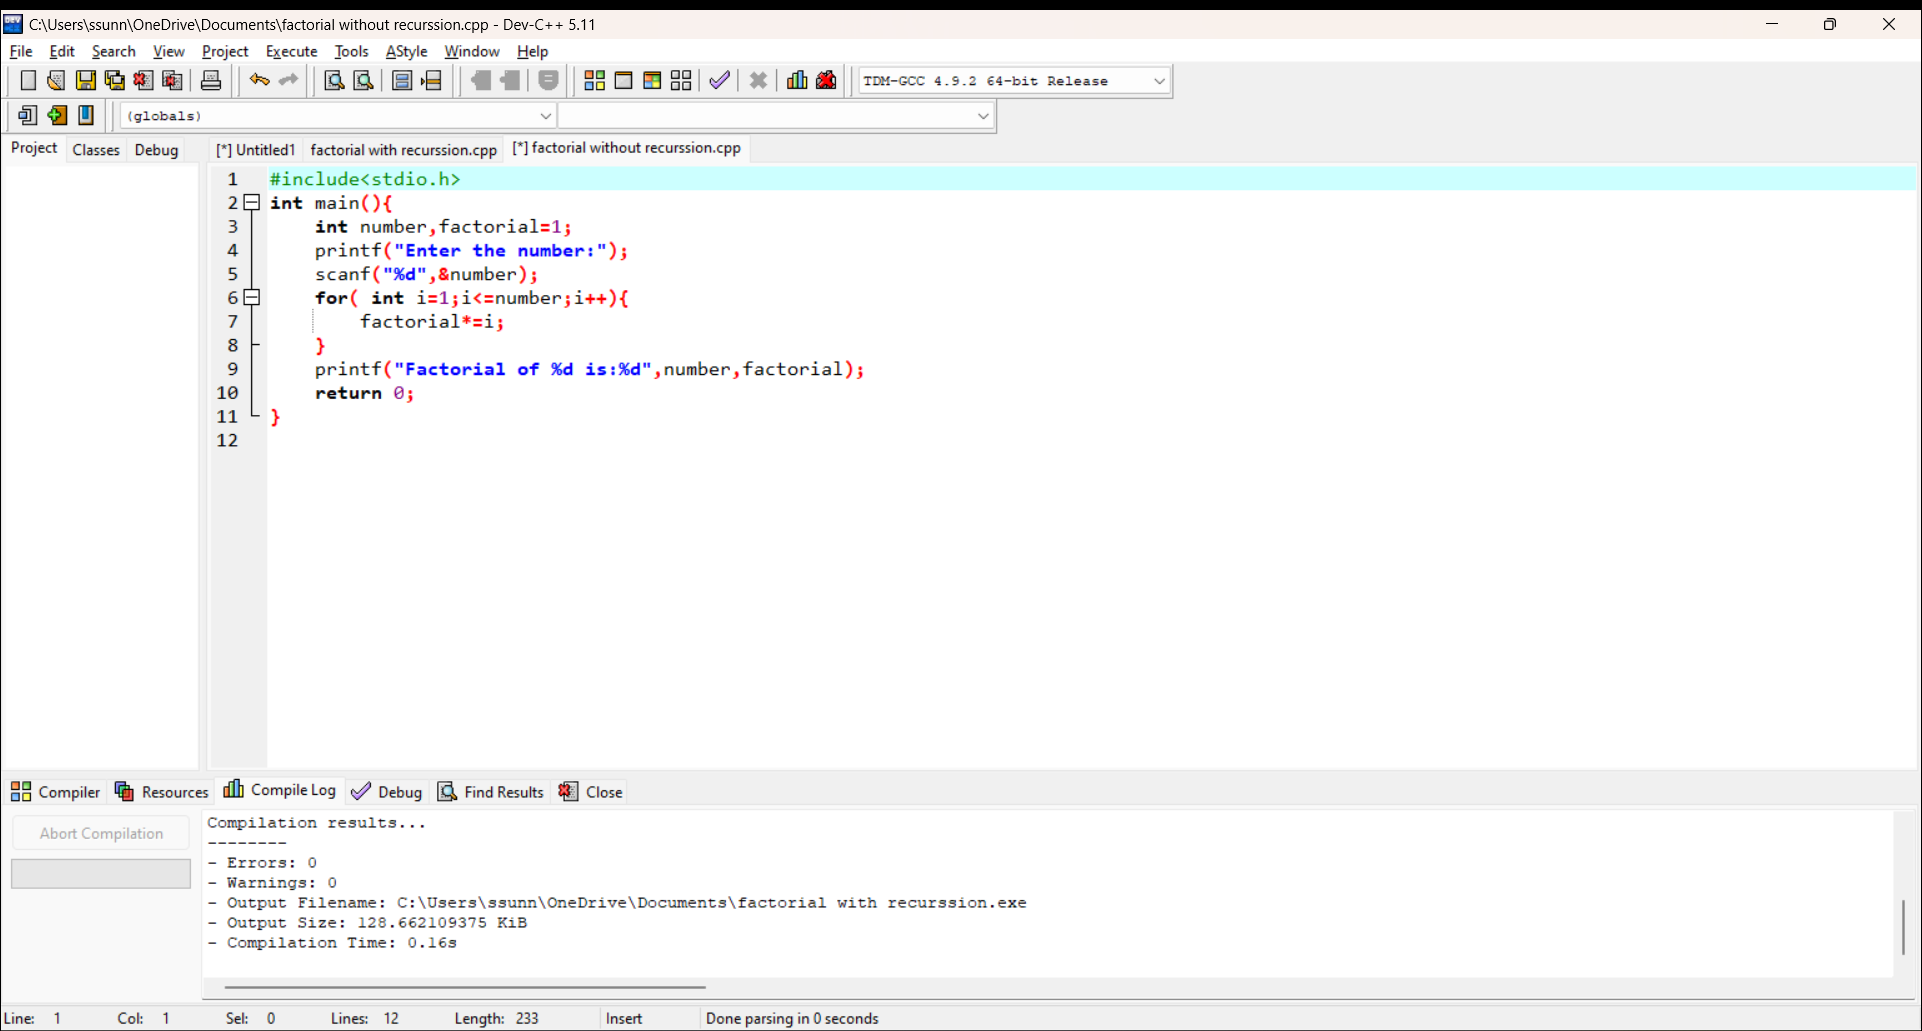 C:\Users\ssunn\OneDrive\Documents\factorial without recurssion.cpp - Dev-C++ 5.11
File Edit Search View Project Execute Tools AStyle Window Help
TDM-GCC 4.9.2 64-bit Release
(globals)
Project Classes Debug [*] Untitled1 factorial with recurssion.cpp [*] factorial without recurssion.cpp
1 #include<stdio.h>
2 int main(){
3 int number,factorial=1;
4 printf("Enter the number:");
5 scanf("%d",&number);
6 for( int i=1;i<=number;i++){
7 factorial*=i;
8 }
9 printf("Factorial of %d is:%d",number,factorial);
10 return 0;
11 }
12
Compiler Resources Compile Log Debug Find Results Close
Abort Compilation
Compilation results...
--------
- Errors: 0
- Warnings: 0
- Output Filename: C:\Users\ssunn\OneDrive\Documents\factorial with recurssion.exe
- Output Size: 128.662109375 KiB
- Compilation Time: 0.16s
Line: 1 Col: 1 Sel: 0 Lines: 12 Length: 233 Insert Done parsing in 0 seconds